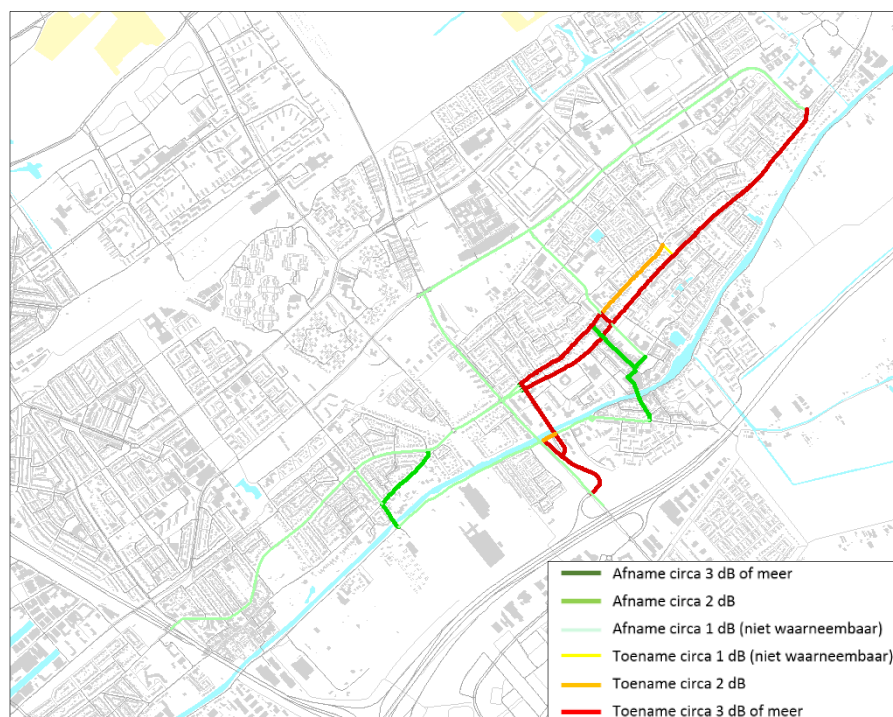 Afname circa 3 dB of meer
Afname circa 2 dB
Afname circa 1 dB (niet waarneembaar)
Toename circa 1 dB (niet waarneembaar)
Toename circa 2 dB
Toename circa 3 dB of meer